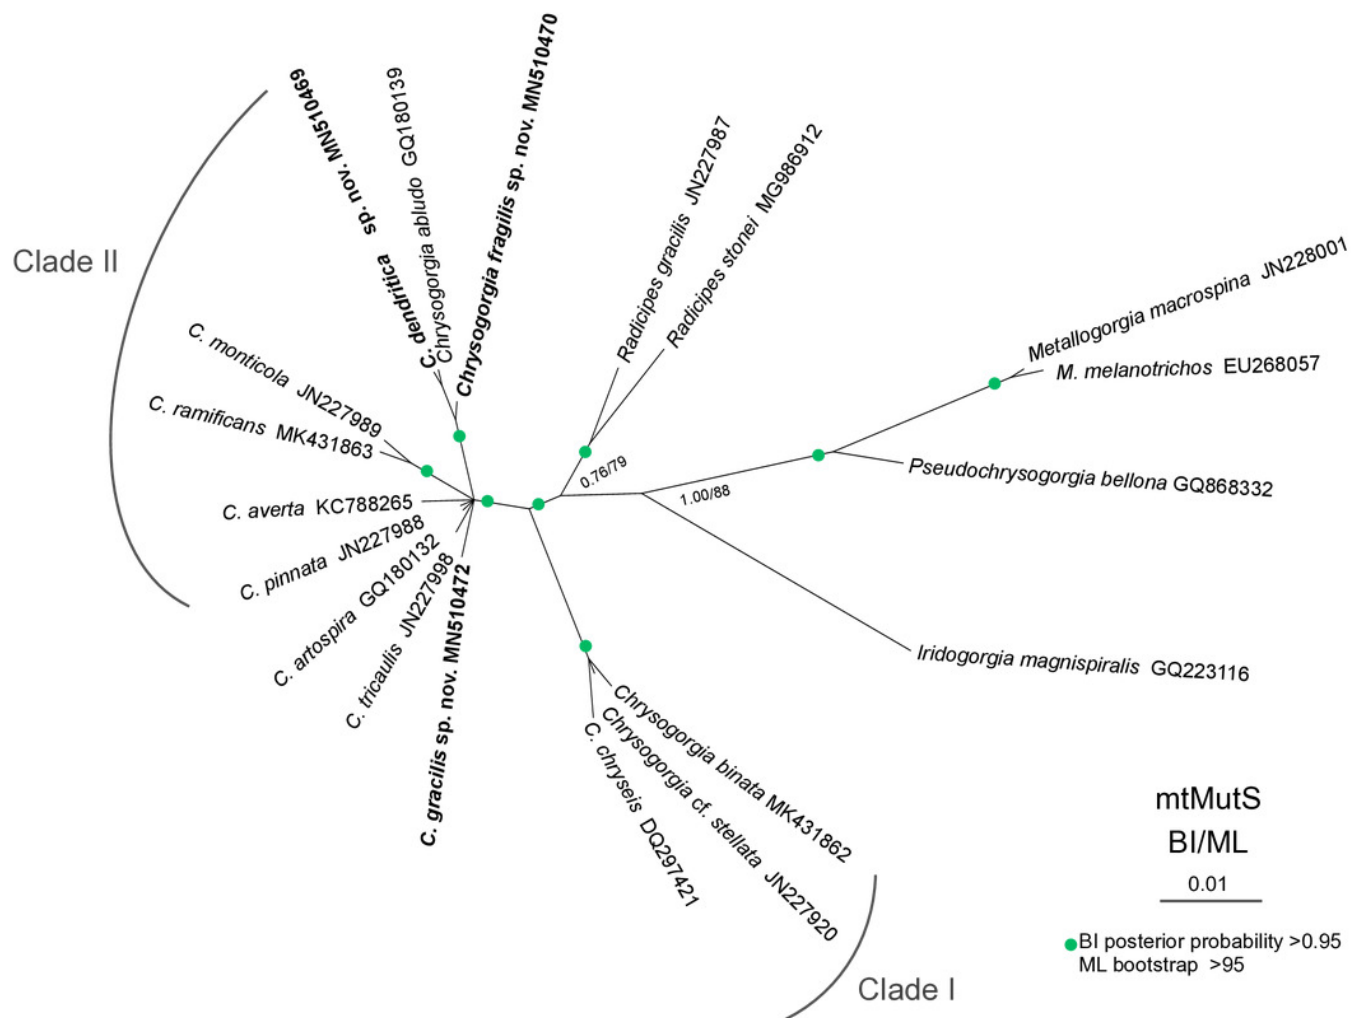 C. dendritica sp. nov. MN510469
Chrysogorgia abludo GQ180139
Chrysogorgia fragilis sp. nov. MN510470
Radicipes gracilis JN227987
Radicipes stonei MG986912
Metallogorgia macrospina JN228001
M. melanotrichos EU268057
Pseudochrysogorgia bellona GQ868332
Iridogorgia magnispiralis GQ223116
Clade II
C. monticola JN227989
C. ramificans MK431863
C. averta KC788265
C. pinnata JN227988
C. artospira GQ180132
C. tricaulis JN227998
C. gracilis sp. nov. MN510472
0.76/79
1.00/88
Chrysogorgia binata MK431862
Chrysogorgia cf. stellata JN227920
C. chryseis DQ297421
Clade I
mtMutS
BI/ML
0.01
BI posterior probability >0.95
ML bootstrap >95